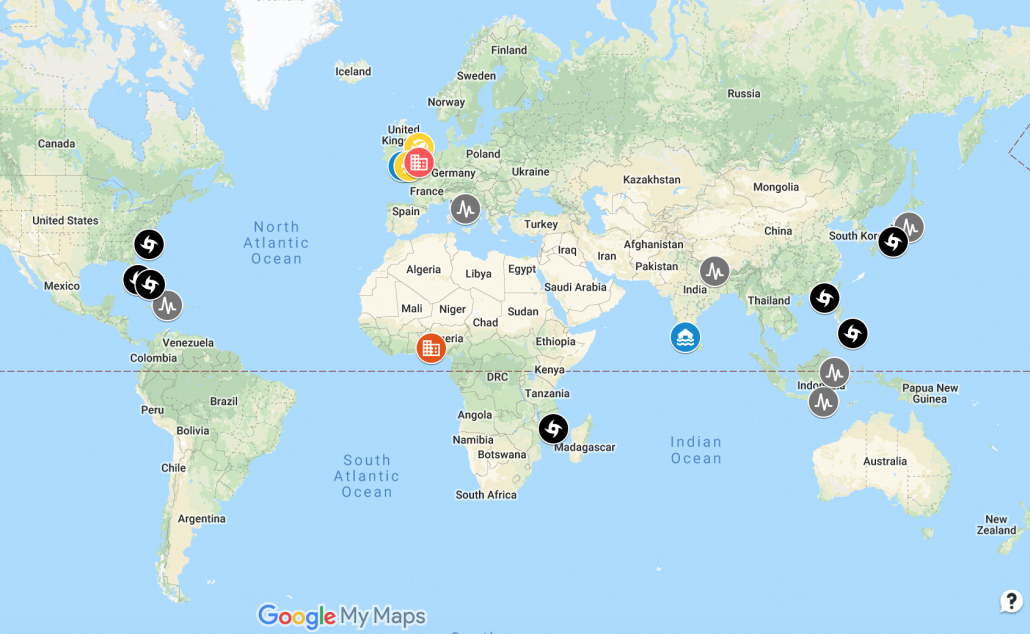 Iceland
Finland
Sweden
Norway
Russia
Canada
United
King
Poland
Germany
Ukraine
France
Kazakhstan
Mongolia
Spain
United States
North
Atlantic
Ocean
Turkey
China
South Kor
Iraq
Iran
Afghanistan
Pakistan
Algeria
Libya
Egypt
Saudi Arabia
India
Mexico
Mali
Niger
Sudan
Chad
Thailand
Venezuela
eria
Ethiopia
Colombia
DRC
Kenya
Indon
Papua New
Guinea
Tanzania
Brazil
Peru
Angola
Bolivia
Namibia
Botswana
Madagascar
Indian
Ocean
Chile
South
Atlantic
Ocean
Australia
South Africa
Argentina
New
Zealand
Google My Maps
?